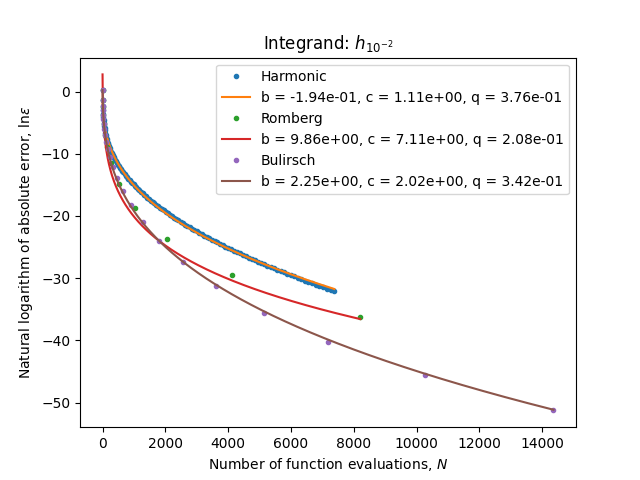 Integrand: h₁₀₋₂
Natural logarithm of absolute error, lnε
0
−10
−20
−30
−40
−50
Harmonic
b = -1.94e-01, c = 1.11e+00, q = 3.76e-01
Romberg
b = 9.86e+00, c = 7.11e+00, q = 2.08e-01
Bulirsch
b = 2.25e+00, c = 2.02e+00, q = 3.42e-01
0 2000 4000 6000 8000 10000 12000 14000
Number of function evaluations, N